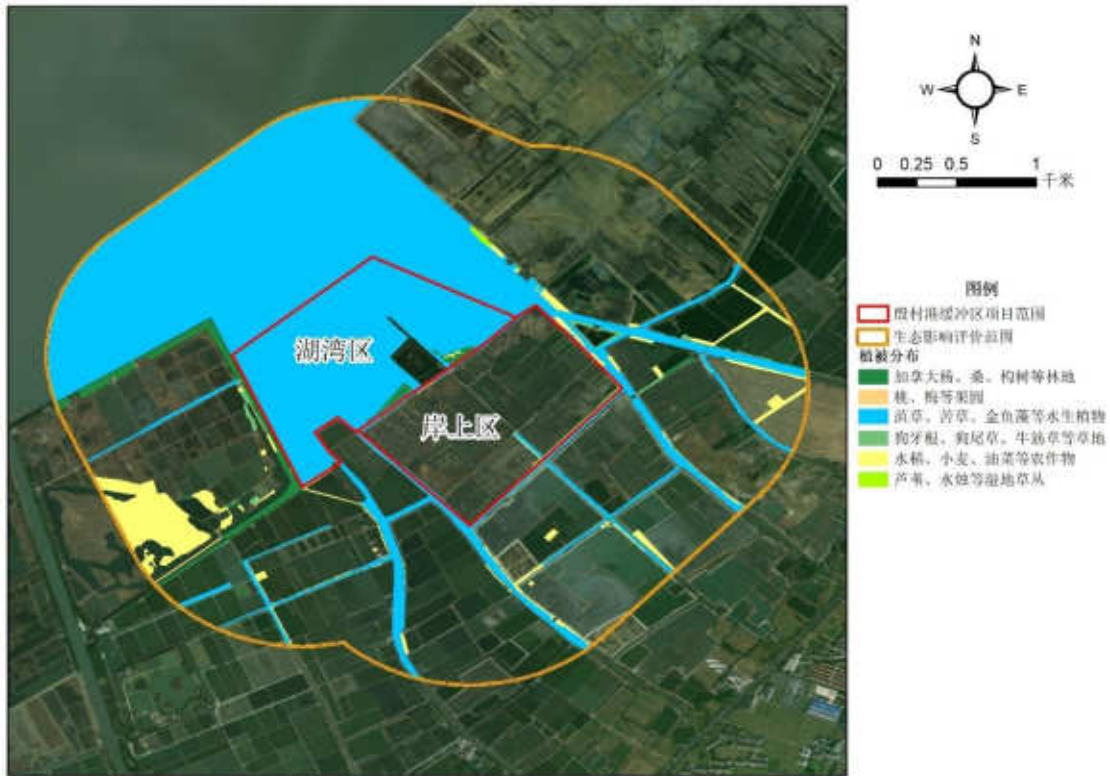 N
W
E
S
0 0.25 0.5 1
千米
图例
殷村港缓冲区项目范围
生态影响评价范围
植被分布
加拿大杨、桑、构树等林地
桃、梅等果园
菹草、苦草、金鱼藻等水生植物
狗牙根、狗尾草、牛筋草等草地
水稻、小麦、油菜等农作物
芦苇、水烛等湿地草丛
湖湾区
岸上区